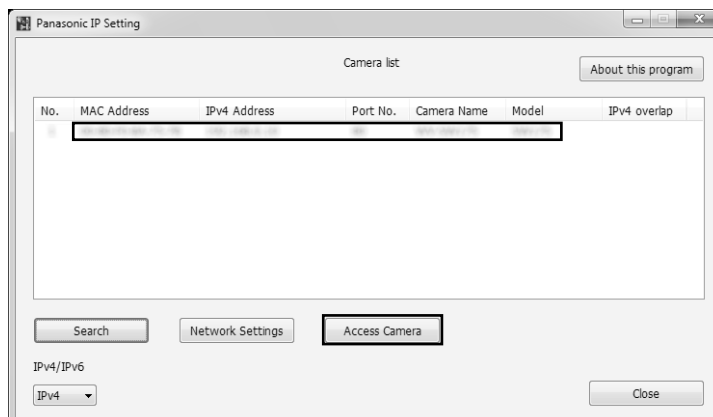 Panasonic IP Setting
Camera list
About this program
No. MAC Address IPv4 Address Port No. Camera Name Model IPv4 overlap
Search Network Settings Access Camera
IPv4/IPv6
IPv4
Close